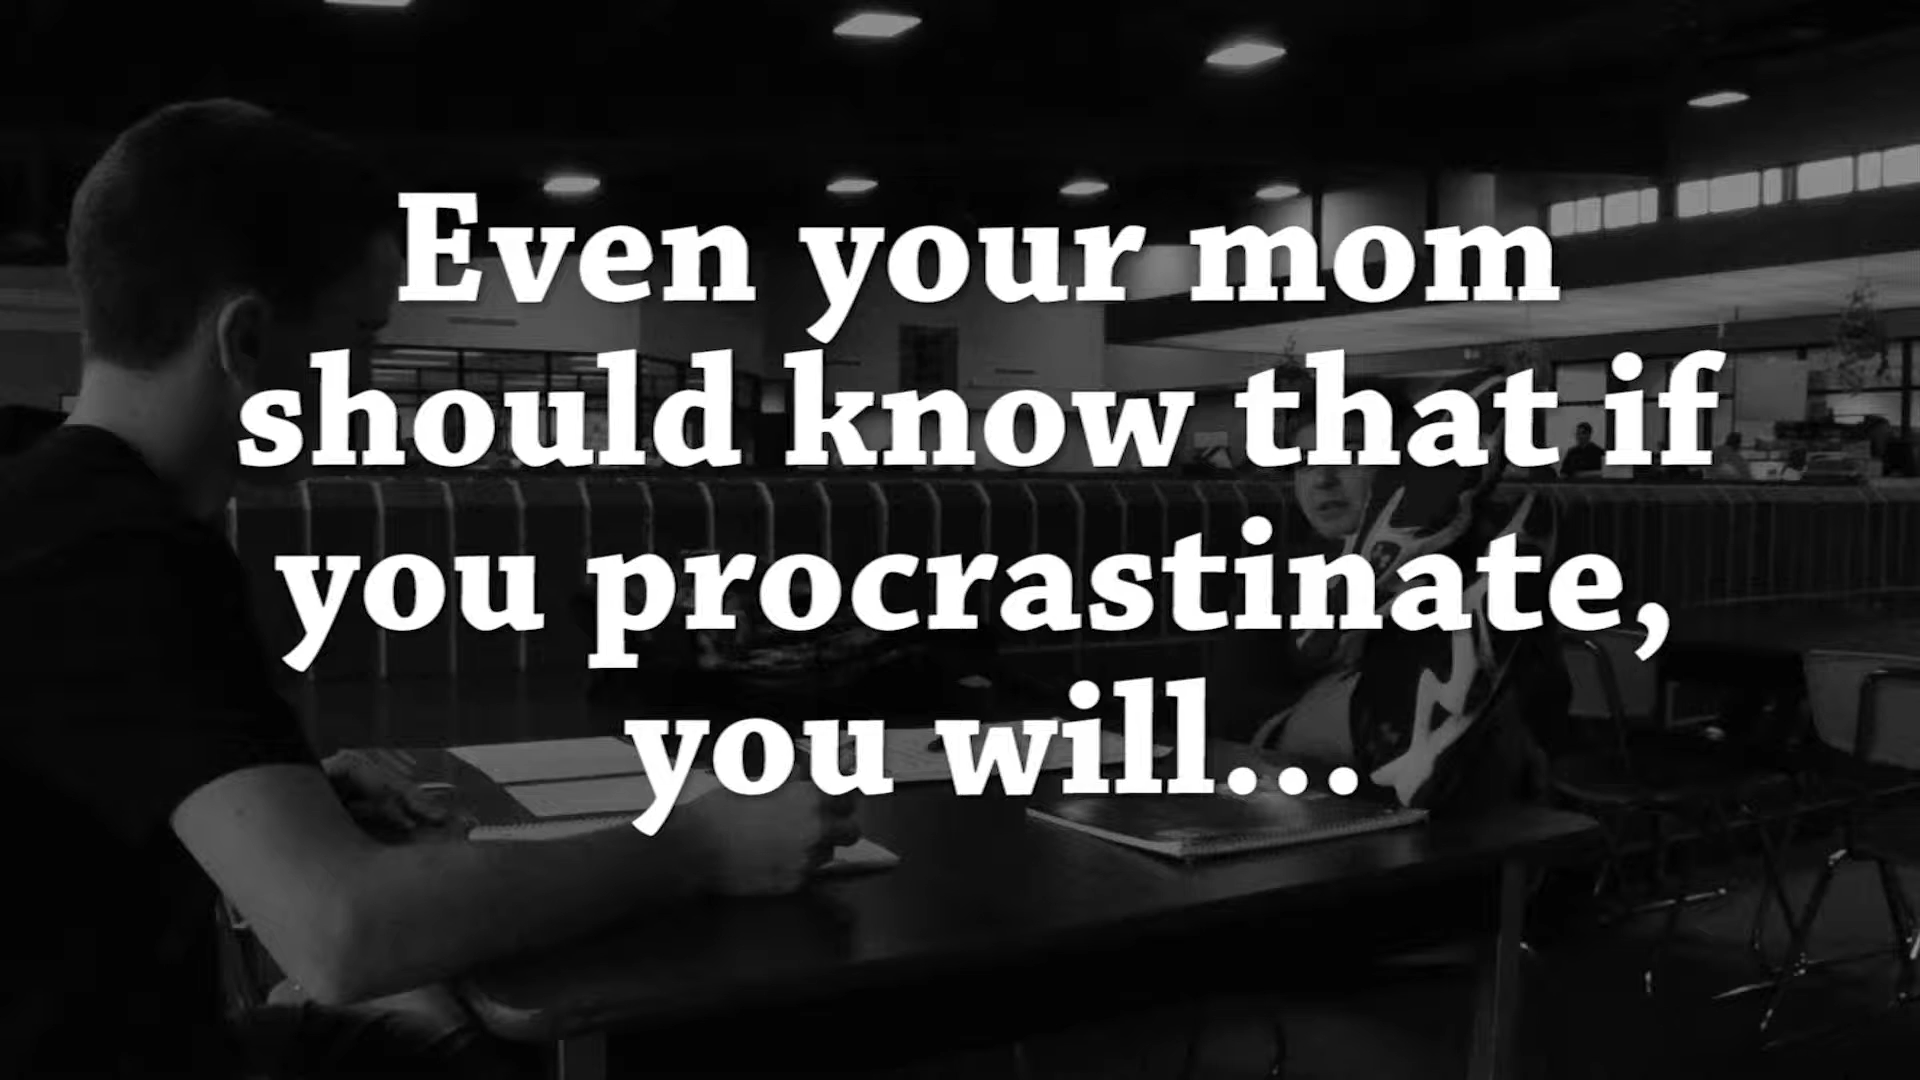 Even your mom
should know that if
you procrastinate,
you will...